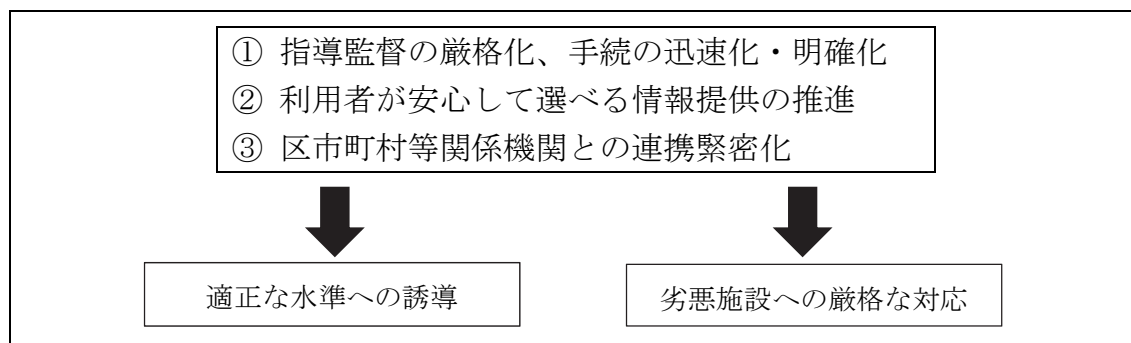 ① 指導監督の厳格化、手続の迅速化・明確化
② 利用者が安心して選べる情報提供の推進
③ 区市町村等関係機関との連携緊密化
適正な水準への誘導
劣悪施設への厳格な対応